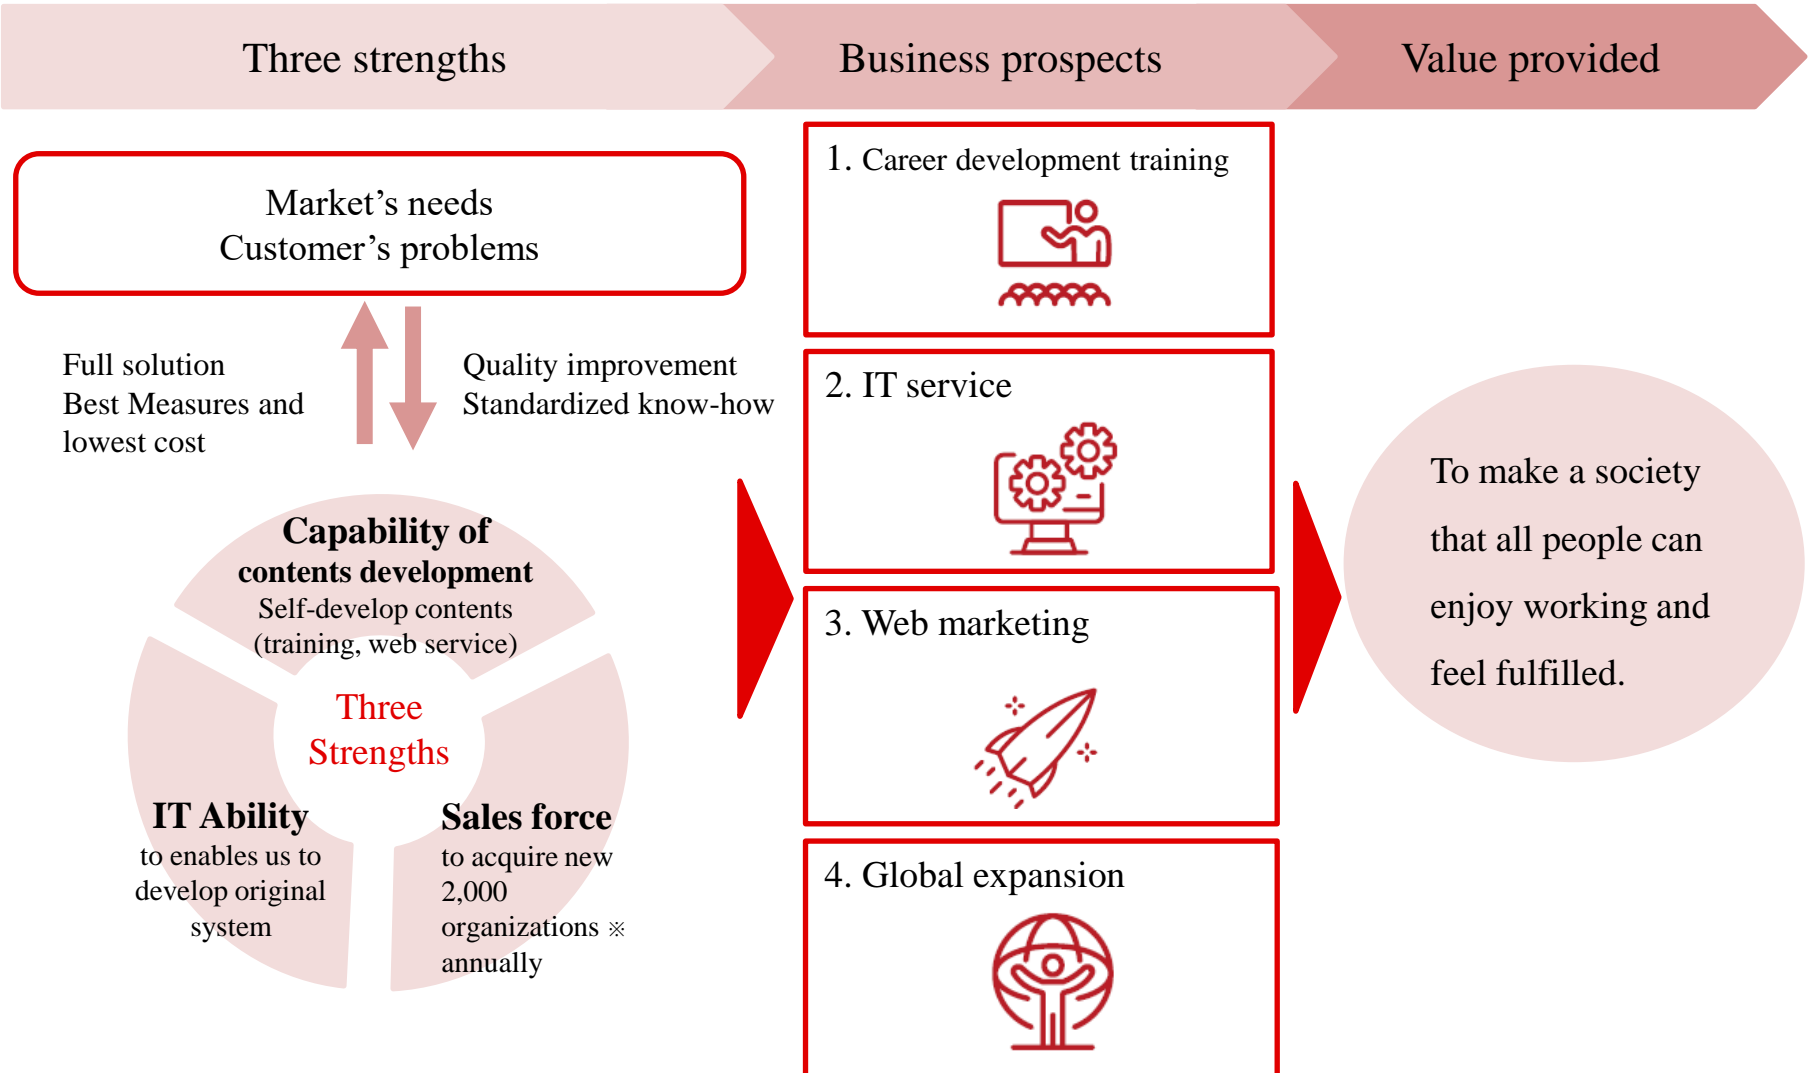 Three strengths
Business prospects
Value provided
Market’s needs
Customer’s problems
Full solution
Best Measures and
lowest cost
Quality improvement
Standardized know-how
Capability of
contents development
Self-develop contents
(training, web service)
Three
Strengths
IT Ability
to enables us to
develop original
system
Sales force
to acquire new
2,000
organizations ※
annually
1. Career development training
2. IT service
3. Web marketing
4. Global expansion
To make a society
that all people can
enjoy working and
feel fulfilled.